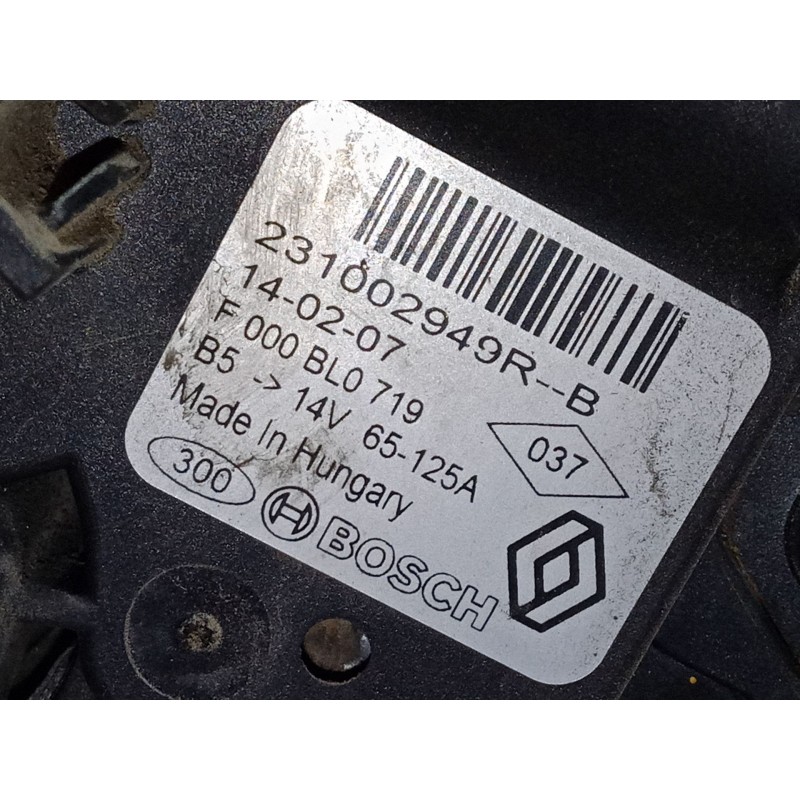 231002949R--B
14-02-07
F 000 BL0 719
B5 -> 14V 65-125A
Made In Hungary
037
300
BOSCH